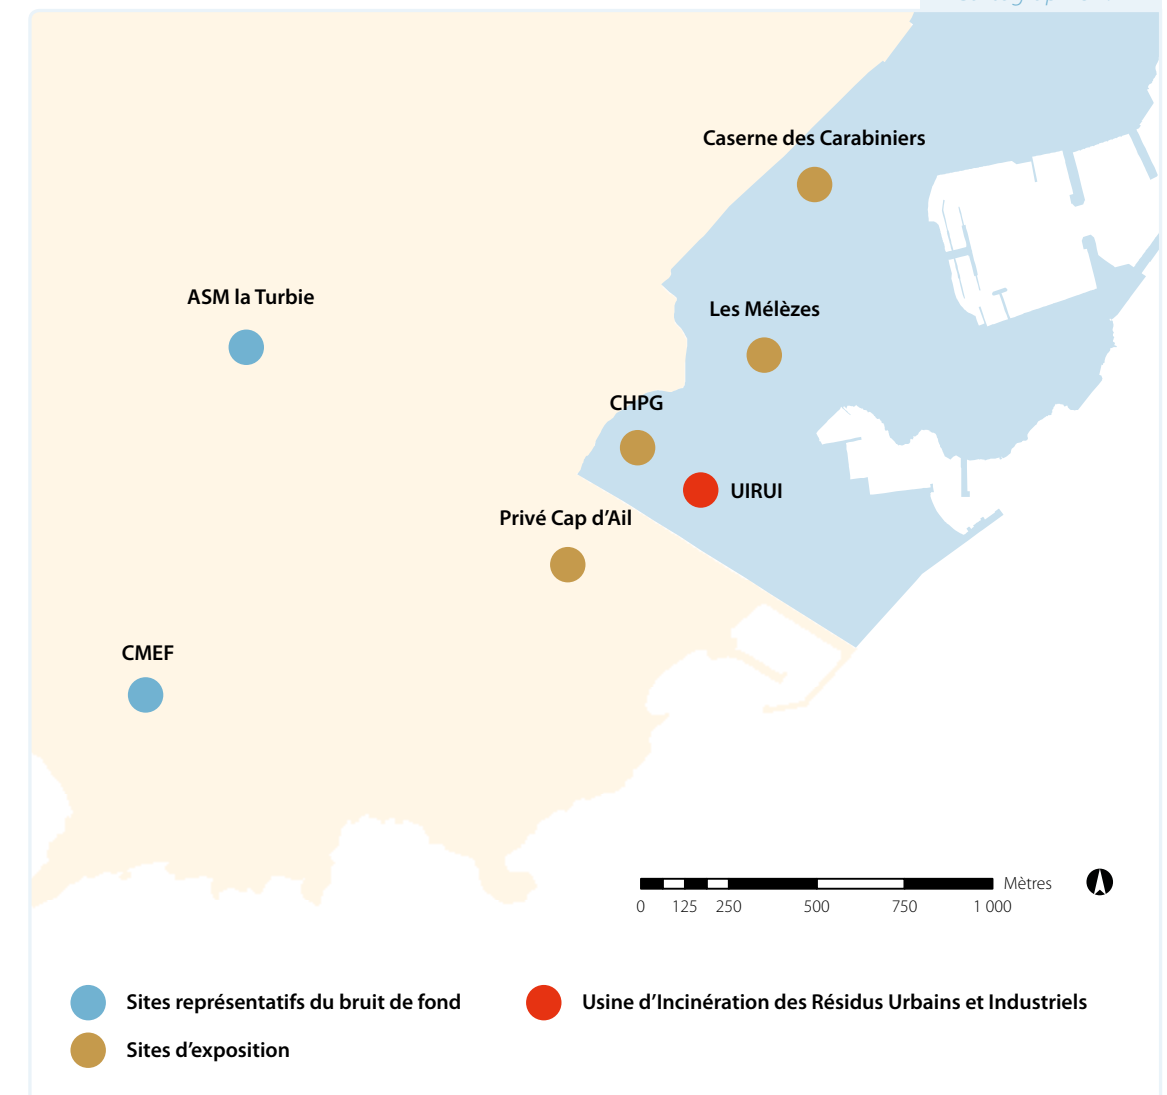 Caserne des Carabiniers
ASM la Turbie
Les Mélèzes
CHPG
UIRUI
Privé Cap d’Ail
CMEF
Mètres
0 125 250 500 750 1 000
Sites représentatifs du bruit de fond
Usine d’Incinération des Résidus Urbains et Industriels
Sites d’exposition